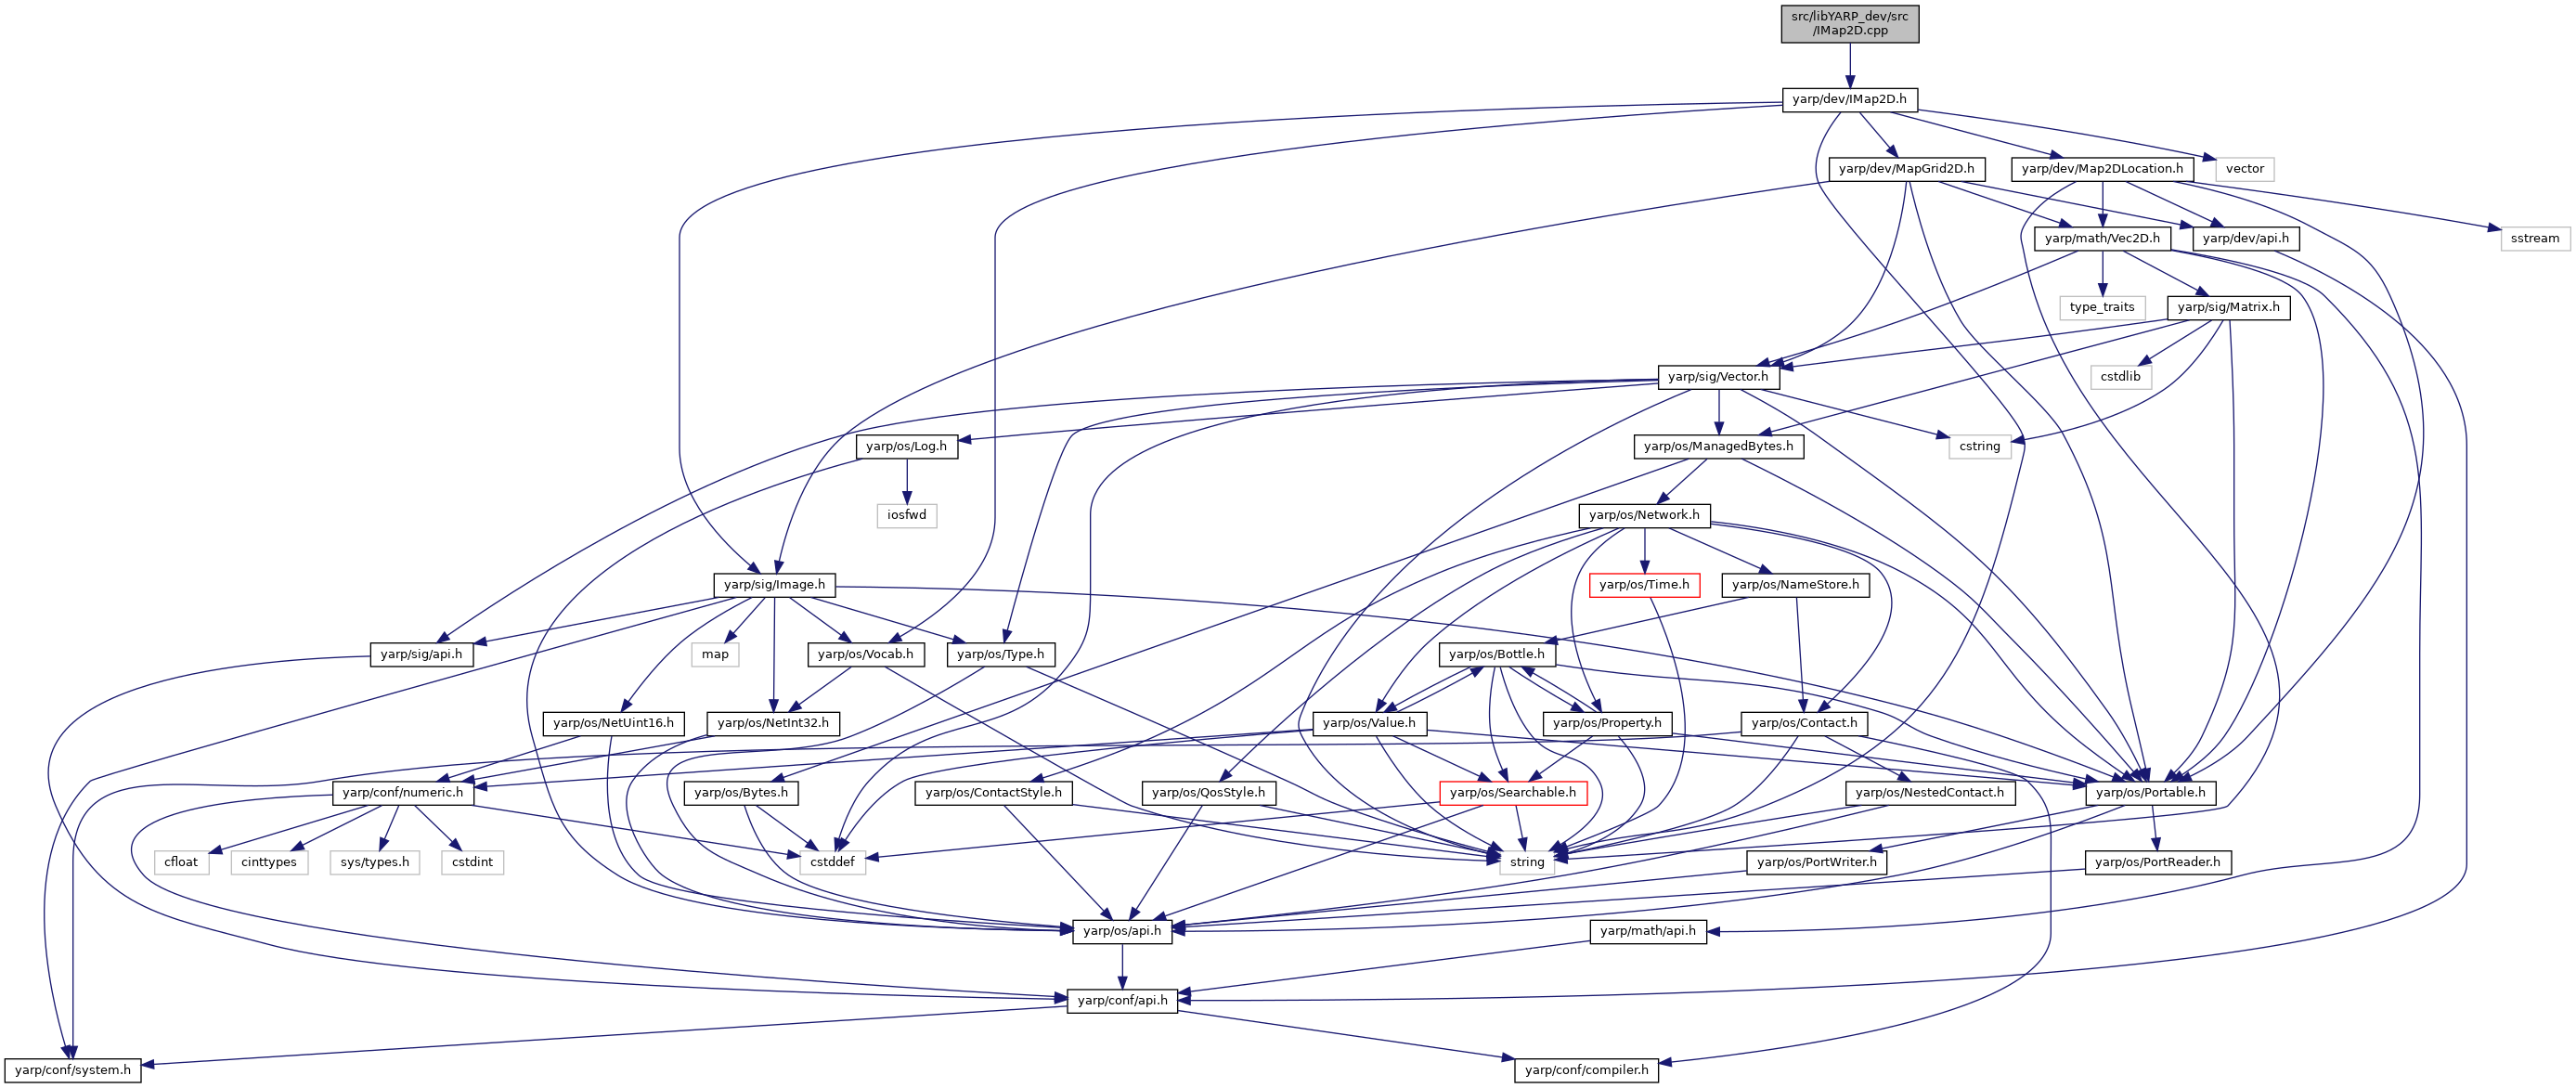 src/libYARP_dev/src
/IMap2D.cpp
yarp/dev/IMap2D.h
yarp/dev/MapGrid2D.h
yarp/dev/Map2DLocation.h
vector
yarp/math/Vec2D.h
yarp/dev/api.h
sstream
type_traits
yarp/sig/Matrix.h
yarp/sig/Vector.h
cstdlib
yarp/os/Log.h
yarp/os/ManagedBytes.h
cstring
iosfwd
yarp/os/Network.h
yarp/sig/Image.h
yarp/os/Time.h
yarp/os/NameStore.h
yarp/sig/api.h
map
yarp/os/Vocab.h
yarp/os/Type.h
yarp/os/Bottle.h
yarp/os/NetUint16.h
yarp/os/NetInt32.h
yarp/os/Value.h
yarp/os/Property.h
yarp/os/Contact.h
yarp/conf/numeric.h
yarp/os/Bytes.h
yarp/os/ContactStyle.h
yarp/os/QosStyle.h
yarp/os/Searchable.h
yarp/os/NestedContact.h
yarp/os/Portable.h
cfloat
cinttypes
sys/types.h
cstdint
cstddef
string
yarp/os/PortWriter.h
yarp/os/PortReader.h
yarp/os/api.h
yarp/math/api.h
yarp/conf/api.h
yarp/conf/system.h
yarp/conf/compiler.h